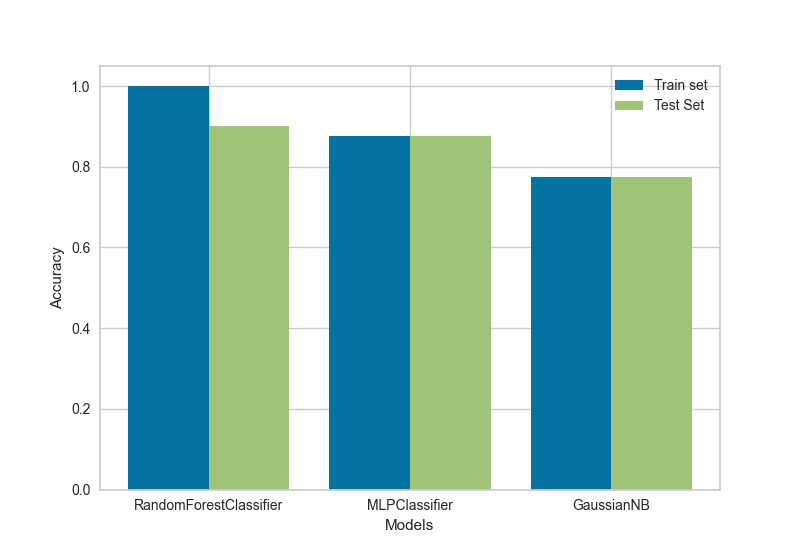 1.0
0.8
0.6
0.4
0.2
0.0
Accuracy
Train set
Test Set
RandomForestClassifier
MLPClassifier
GaussianNB
Models